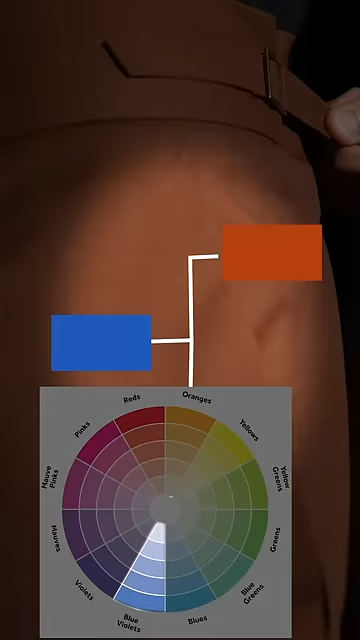 Reds
Oranges
Yellows
Yellow
Greens
Greens
Blue
Greens
Blues
Blue
Violets
Violets
Mauves
Mauve
Pinks
Pinks